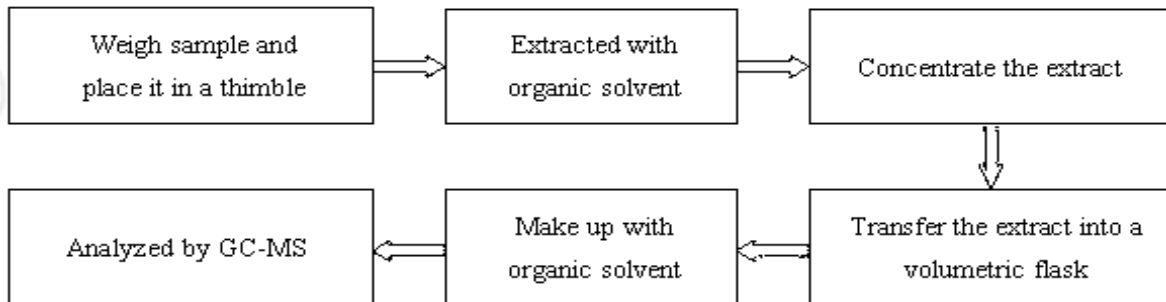 Weigh sample and
place it in a thimble
Extracted with
organic solvent
Concentrate the extract
Transfer the extract into a
volumetric flask
Make up with
organic solvent
Analyzed by GC-MS